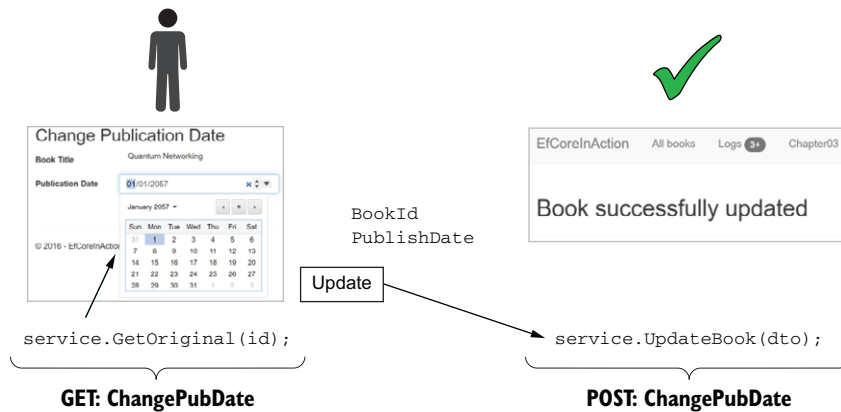 Change Publication Date
Book Title Quantum Networking
Publication Date 01/01/2057
January 2057
Sun Mon Tue Wed Thu Fri Sat
31 1 2 3 4 5 6
7 8 9 10 11 12 13
14 15 16 17 18 19 20
21 22 23 24 25 26 27
28 29 30 31 1 2 3
© 2016 - EfCoreInAction
EfCoreInAction All books Logs 3+ Chapter03
Book successfully updated
BookId
PublishDate
Update
service.GetOriginal(id);
service.UpdateBook(dto);
GET: ChangePubDate
POST: ChangePubDate